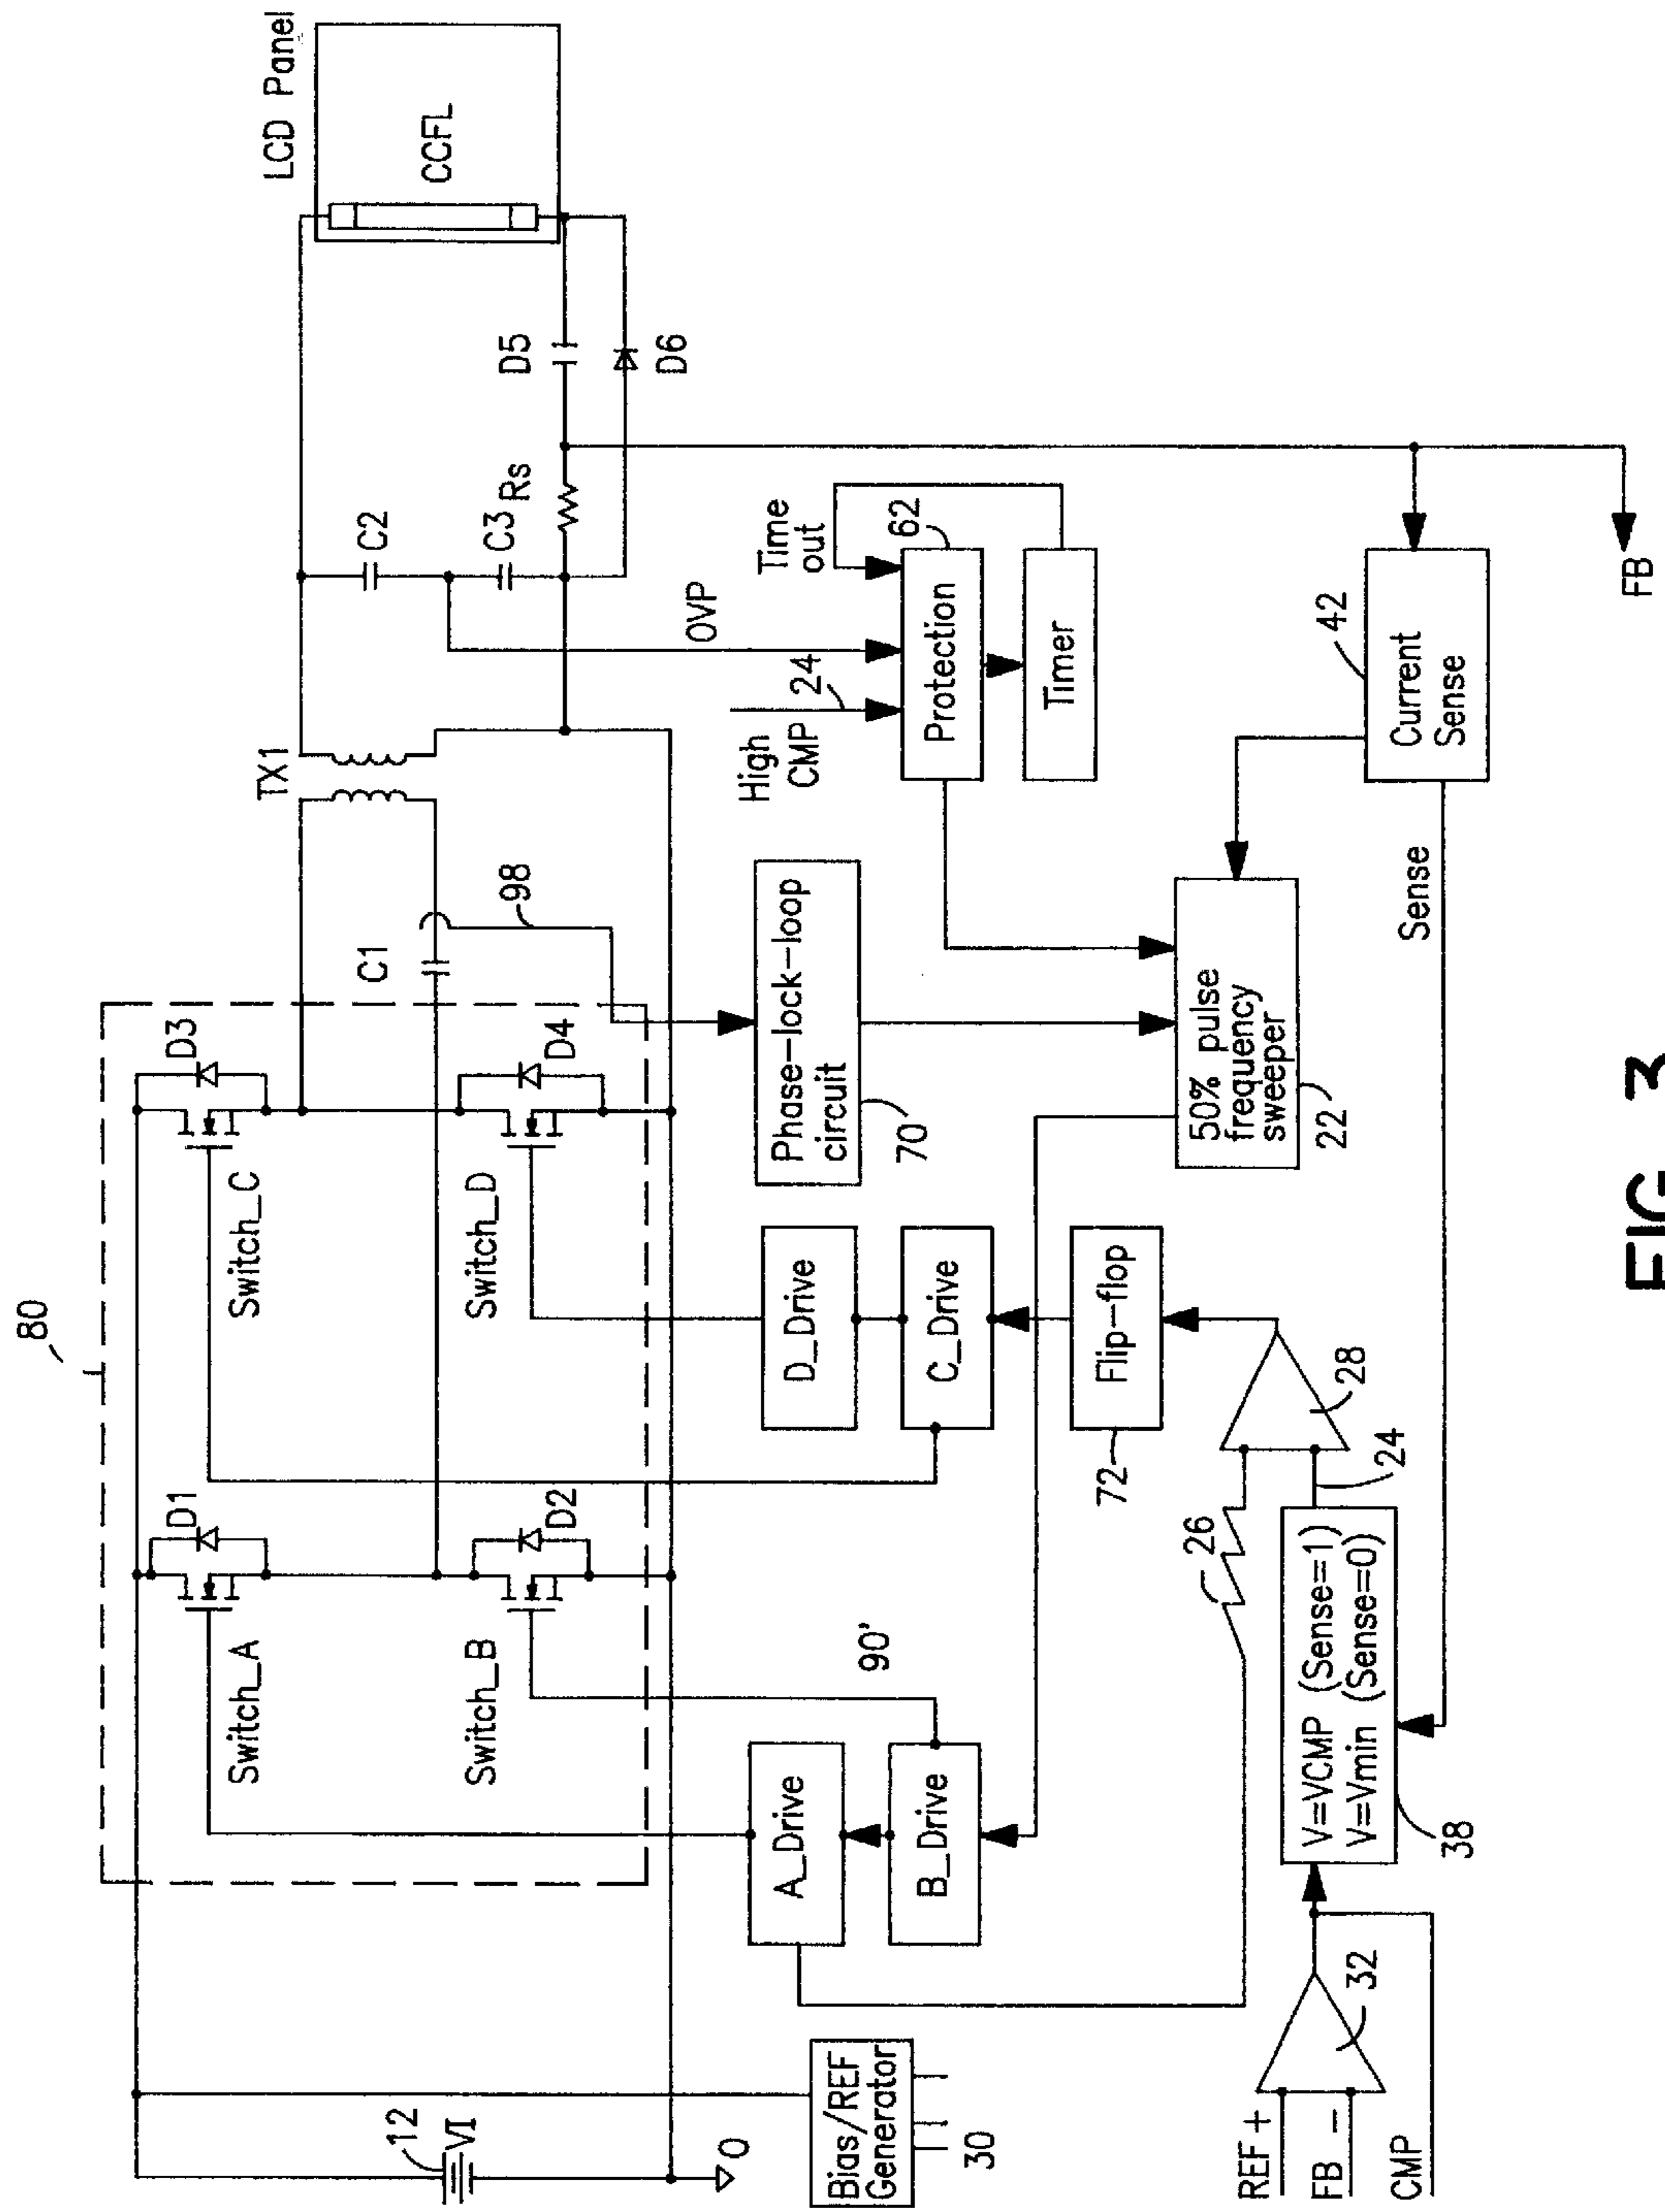 80
LCD Panel
CCFL
D3
D1
Switch_C
Switch_A
TX1
C1
C2
D5
12
VI
D4
D2
Switch_D
Switch_B
98
C3
Rs
D6
0
OVP
90'
High
CMP
24
Time
out
62
Bias/REF
Generator
30
A_Drive
B_Drive
D_Drive
C_Drive
Phase-lock-loop
circuit
70
Protection
Timer
Flip-flop
72
50% pulse
frequency
sweeper
22
26
28
24
REF +
FB -
CMP
32
V=VCMP (Sense=1)
V=Vmin (Sense=0)
38
Sense
42
Current
Sense
FB
FIG. 3